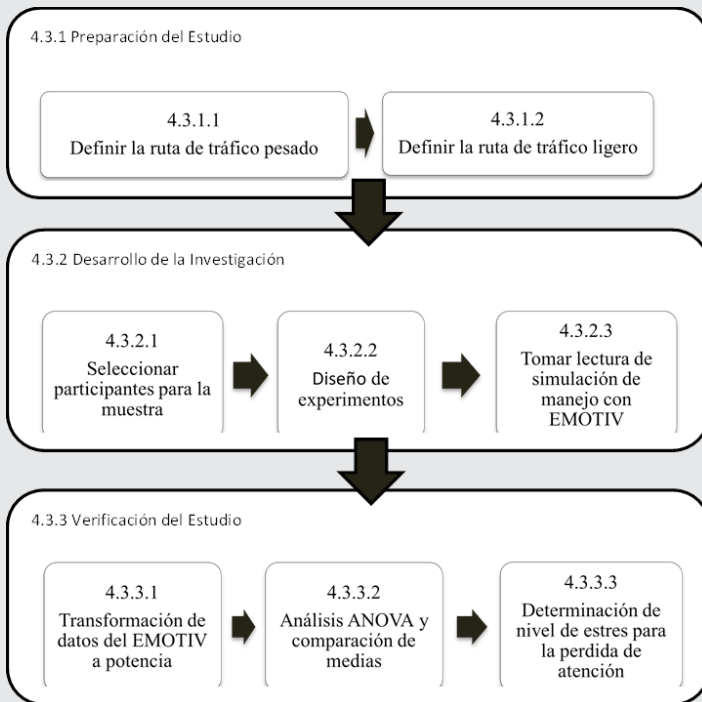 4.3.1 Preparación del Estudio
4.3.1.1
Definir la ruta de tráfico pesado
4.3.1.2
Definir la ruta de tráfico ligero
4.3.2 Desarrollo de la Investigación
4.3.2.1
Seleccionar
participantes para la
muestra
4.3.2.2
Diseño de
experimentos
4.3.2.3
Tomar lectura de
simulación de
manejo con
EMOTIV
4.3.3 Verificación del Estudio
4.3.3.1
Transformación de
datos del EMOTIV
a potencia
4.3.3.2
Análisis ANOVA y
comparación de
medias
4.3.3.3
Determinación de
nivel de estres para
la perdida de
atención